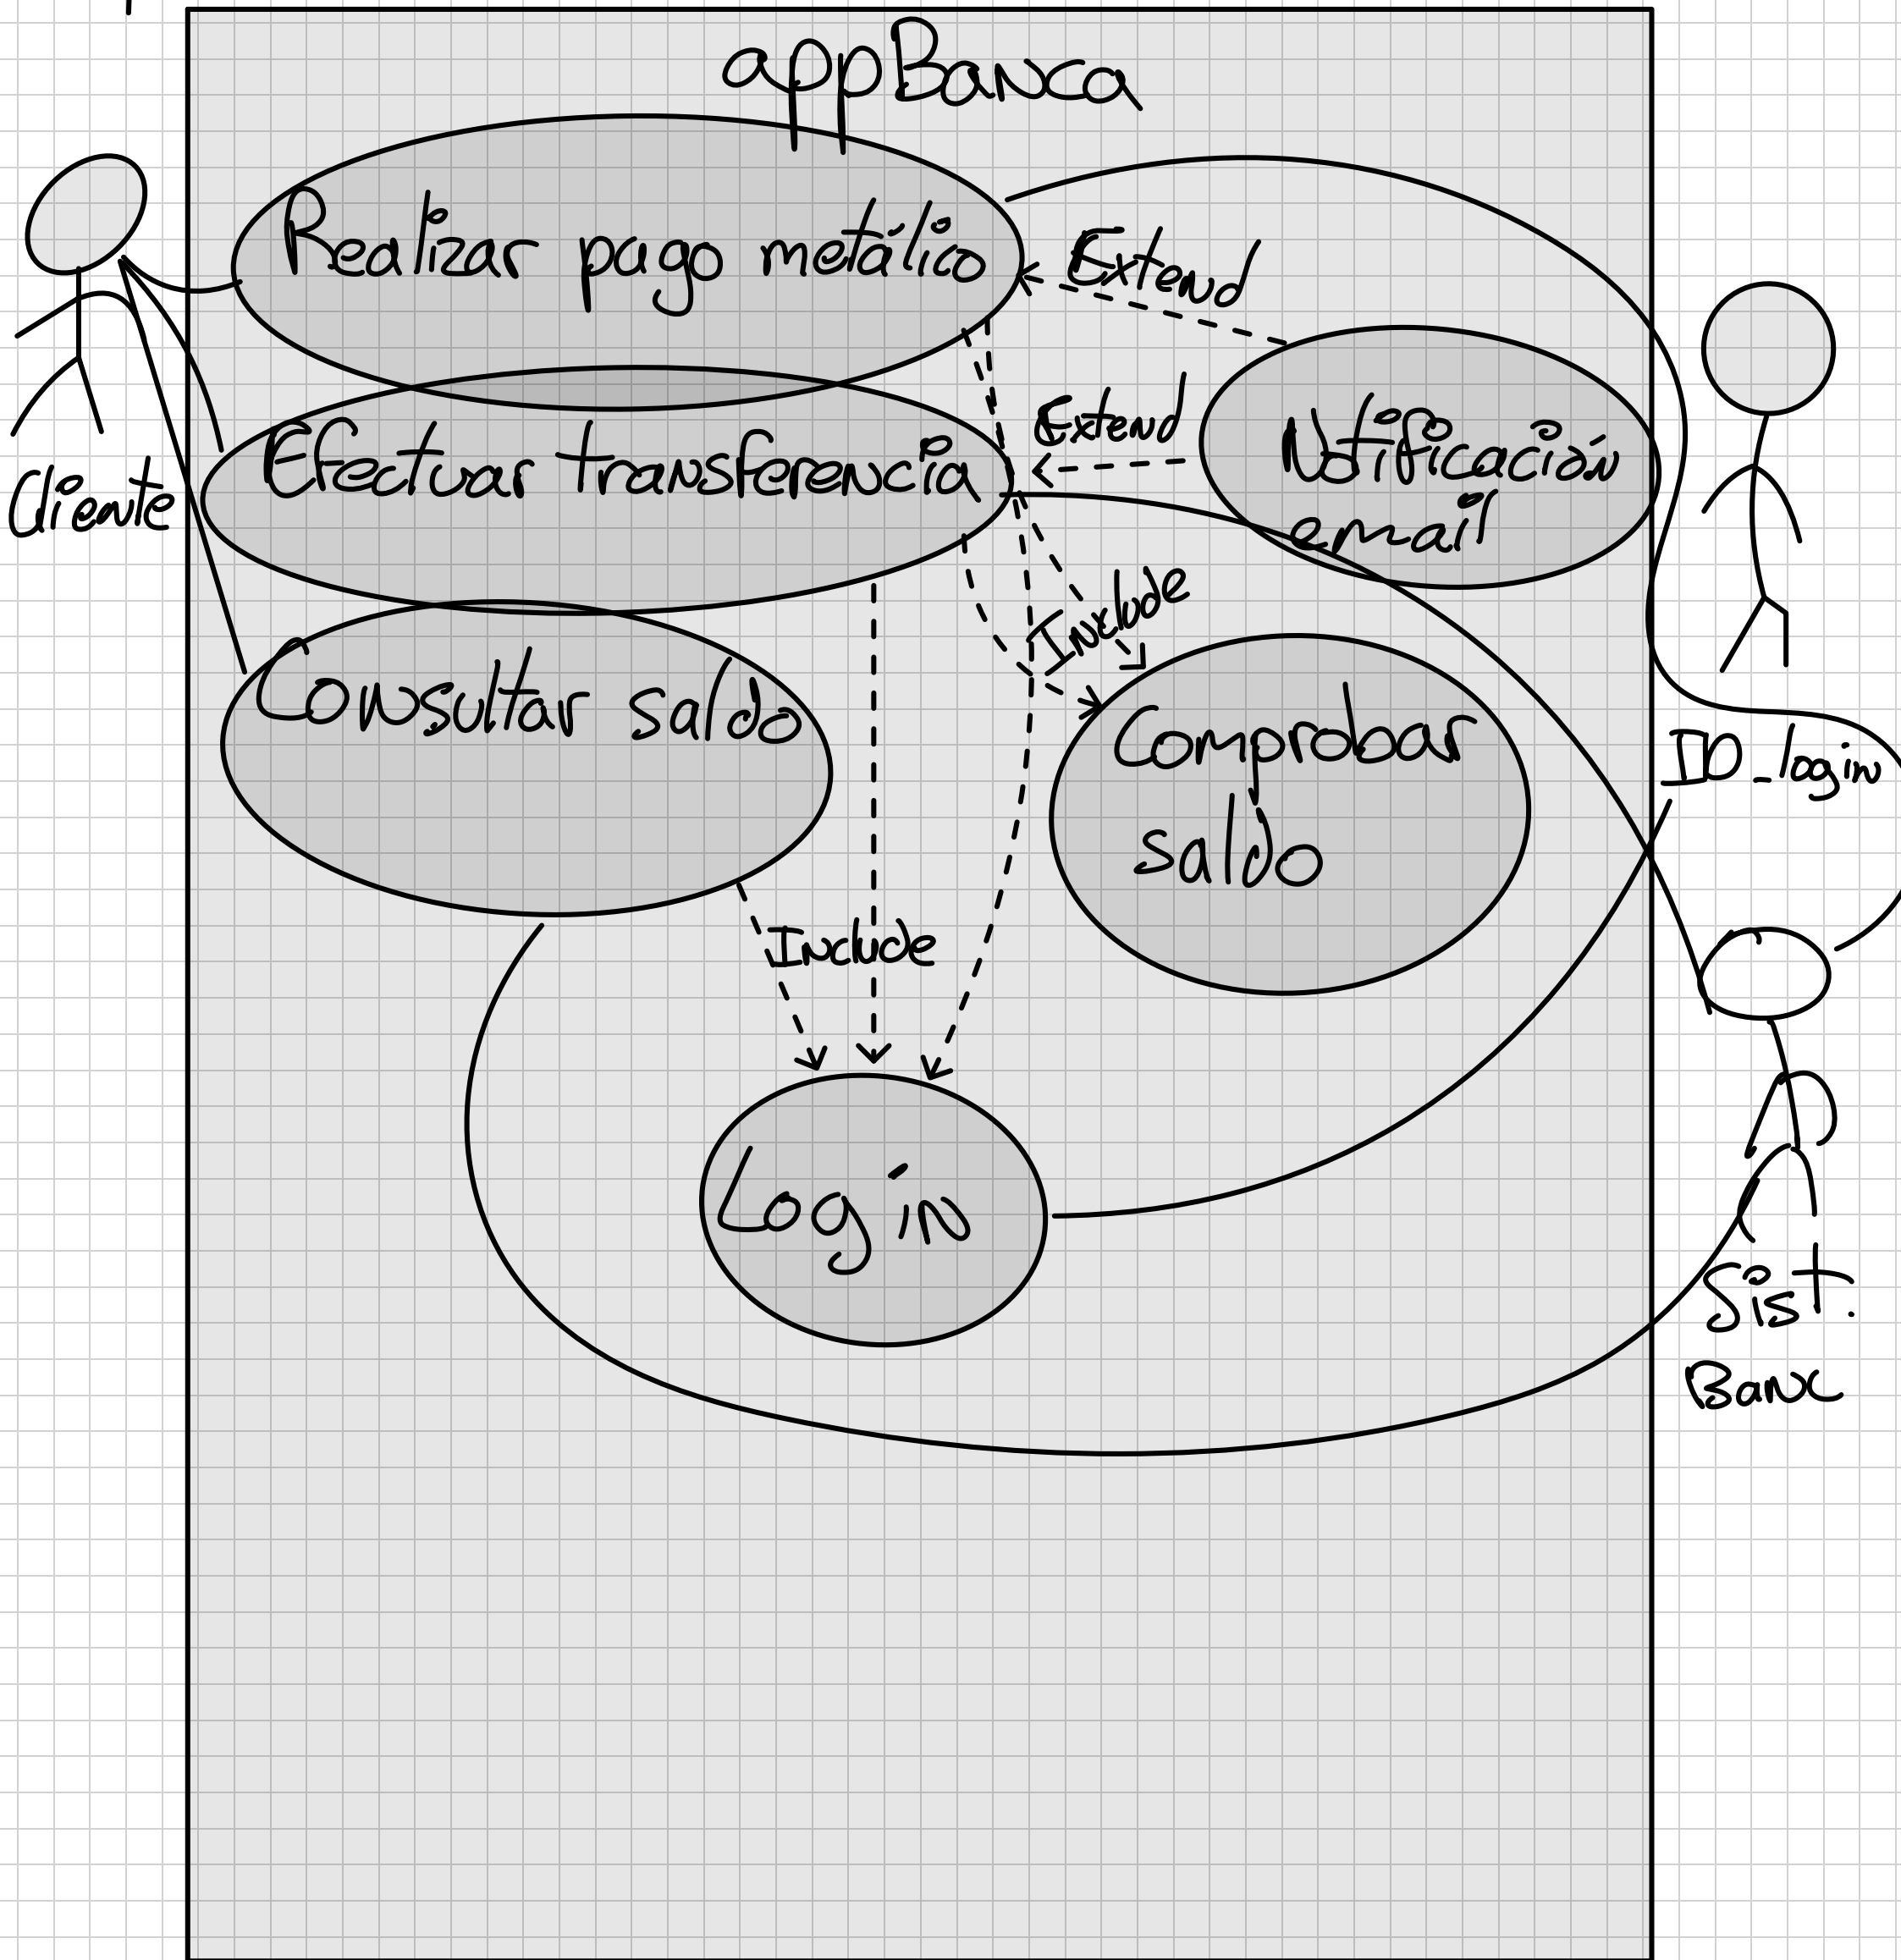 appBanca
Realizar pago metálico
Extend
Efectuar transferencia
Extend
Notificación
email
Cliente
Include
Consultar saldo
Comprobar
saldo
ID_login
Include
Login
Sist.
Banc